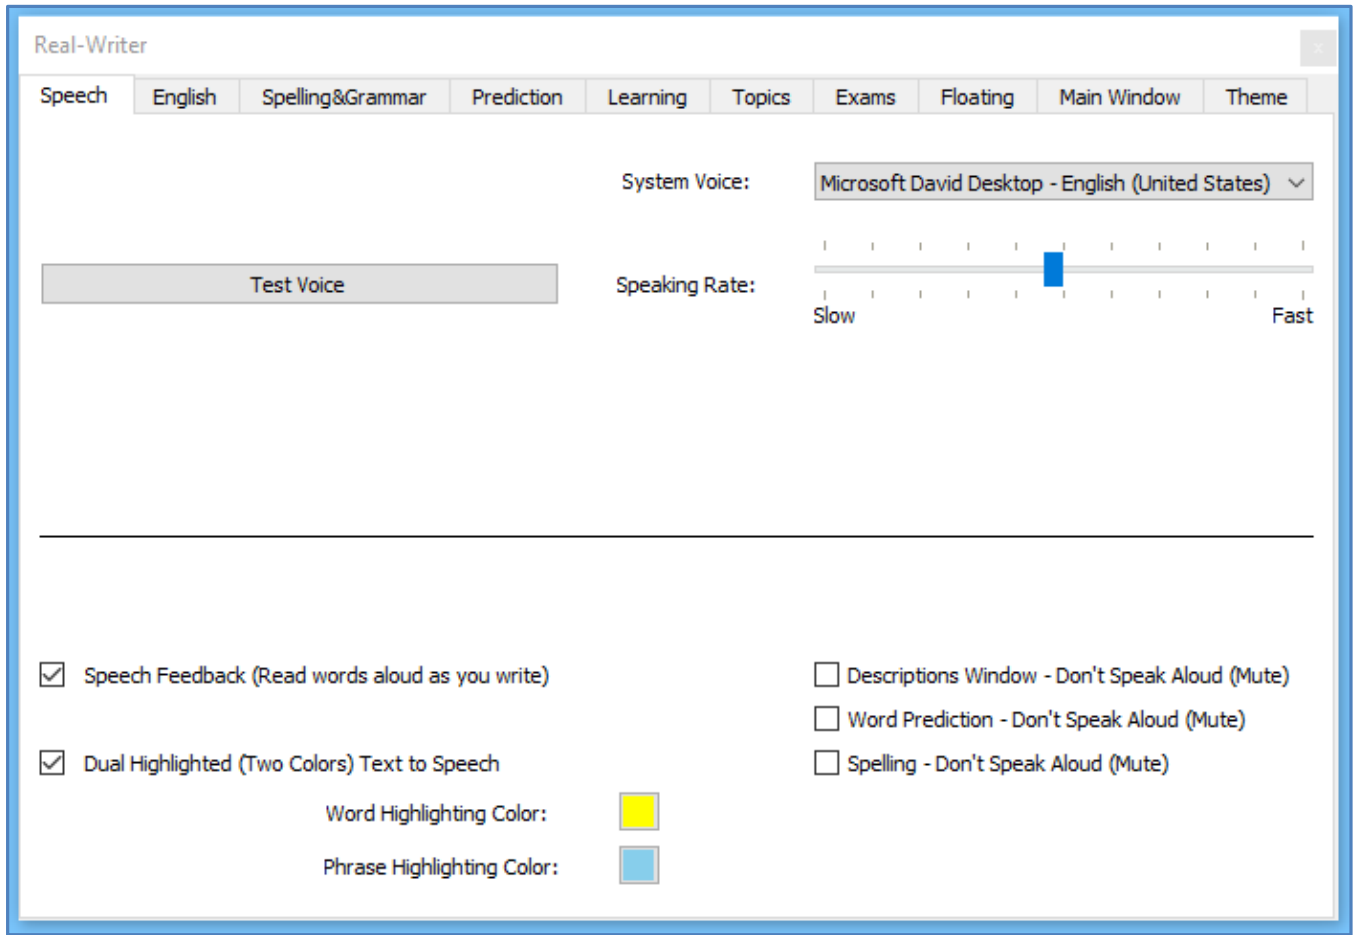 Real-Writer
x
Speech English Spelling&Grammar Prediction Learning Topics Exams Floating Main Window Theme
System Voice: Microsoft David Desktop - English (United States)
Test Voice Speaking Rate:
Slow Fast
Speech Feedback (Read words aloud as you write) Descriptions Window - Don't Speak Aloud (Mute)
Word Prediction - Don't Speak Aloud (Mute)
Dual Highlighted (Two Colors) Text to Speech Spelling - Don't Speak Aloud (Mute)
Word Highlighting Color:
Phrase Highlighting Color: